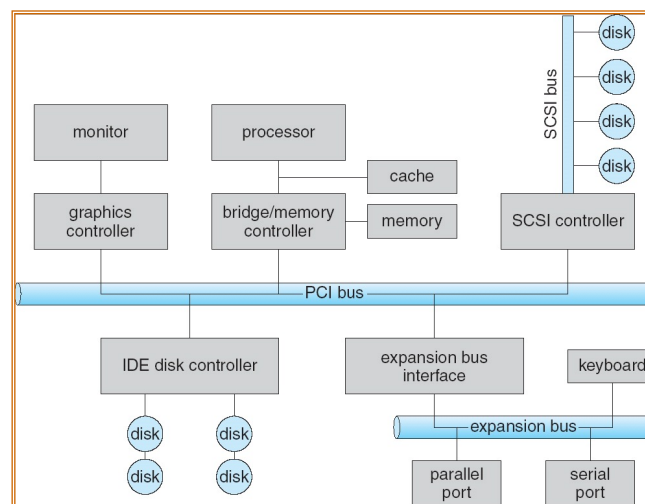 disk
disk
disk
disk
SCSI bus
monitor
processor
cache
graphics
controller
bridge/memory
controller
memory
SCSI controller
PCI bus
IDE disk controller
expansion bus
interface
keyboard
disk
disk
expansion bus
disk
disk
parallel
port
serial
port